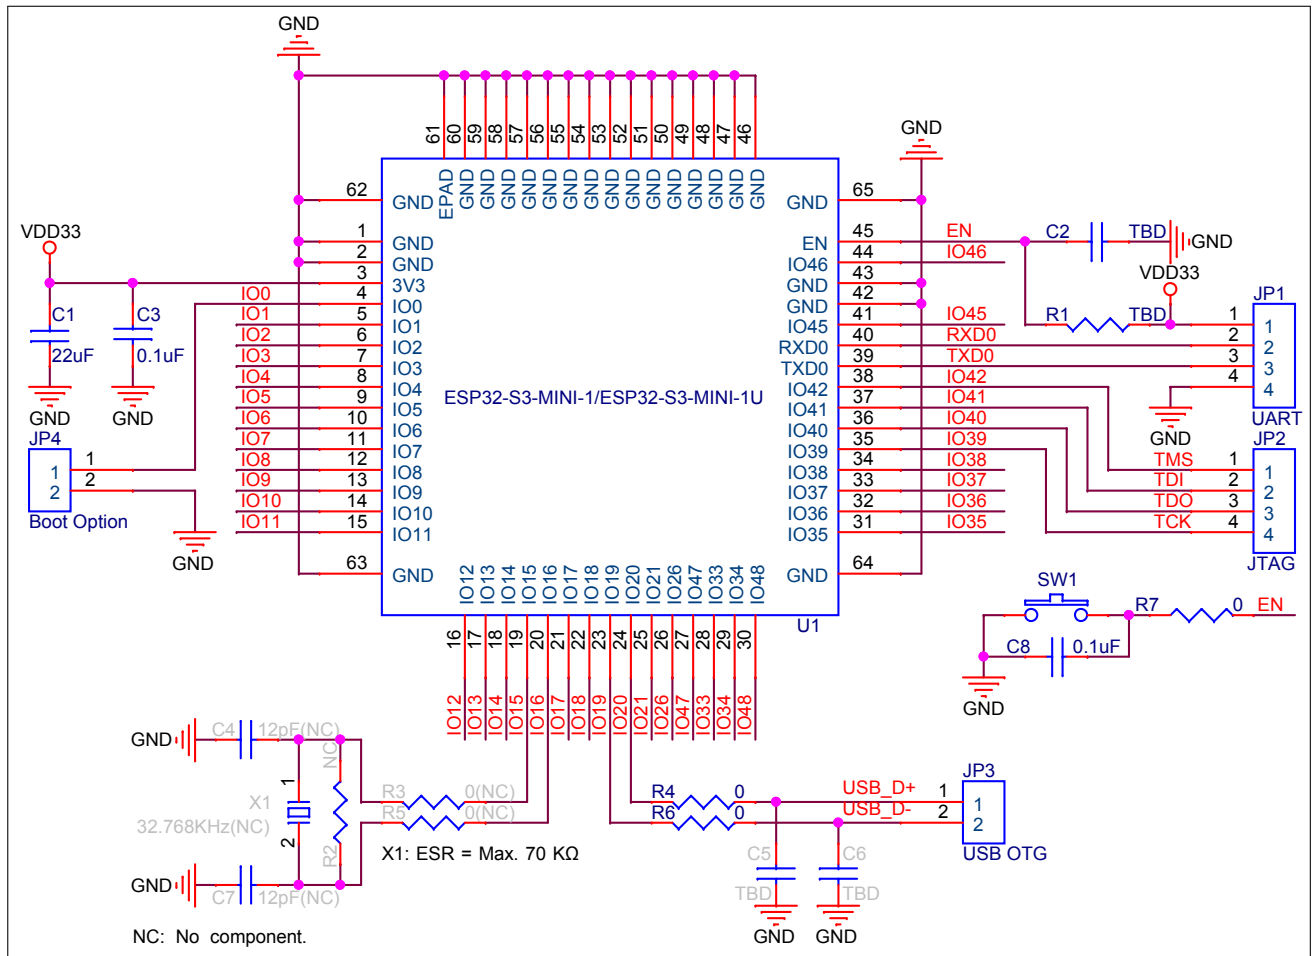 GND
61 60 59 58 57 56 55 54 53 52 51 50 49 48 47 46
GND
EPAD GND GND GND GND GND GND GND GND GND GND GND GND GND GND GND
62 GND
GND 65
VDD33
1 GND
EN 45 EN
C2 TBD
GND
2 GND
IO46 44 IO46
3 3V3
GND 43
VDD33
IO0 4 IO0
GND 42
JP1
C1
C3
IO1 5 IO1
IO45 41 IO45
R1 TBD
1 1
22uF
0.1uF
IO2 6 IO2
RXD0 40 RXD0
2 2
IO3 7 IO3
TXD0 39 TXD0
3 3
IO4 8 IO4
IO42 38 IO42
4 4
GND
GND
ESP32-S3-MINI-1/ESP32-S3-MINI-1U
IO5 9 IO5
IO41 37 IO41
UART
IO6 10 IO6
IO40 36 IO40
GND
JP4
JP2
IO7 11 IO7
IO39 35 IO39
1 1
IO8 12 IO8
IO38 34 IO38
TMS 1 1
2 2
IO9 13 IO9
IO37 33 IO37
TDI 2 2
IO10 14 IO10
IO36 32 IO36
TDO 3 3
Boot Option
IO11 15 IO11
IO35 31 IO35
TCK 4 4
GND
JTAG
63 GND
GND 64
IO12 IO13 IO14 IO15 IO16 IO17 IO18 IO19 IO20 IO21 IO26 IO47 IO33 IO34 IO48
U1
16 17 18 19 20 21 22 23 24 25 26 27 28 29 30
IO12 IO13 IO14 IO15 IO16 IO17 IO18 IO19 IO20 IO21 IO26 IO47 IO33 IO34 IO48
SW1
R7 0 EN
C8 0.1uF
GND
GND C4 12pF(NC)
NC
1
X1
32.768KHz(NC)
2
R2
R3 0(NC)
R5 0(NC)
X1: ESR = Max. 70 KΩ
GND C7 12pF(NC)
NC: No component.
JP3
R4 0 USB_D+ 1 1
R6 0 USB_D- 2 2
USB OTG
C5 C6
TBD TBD
GND GND